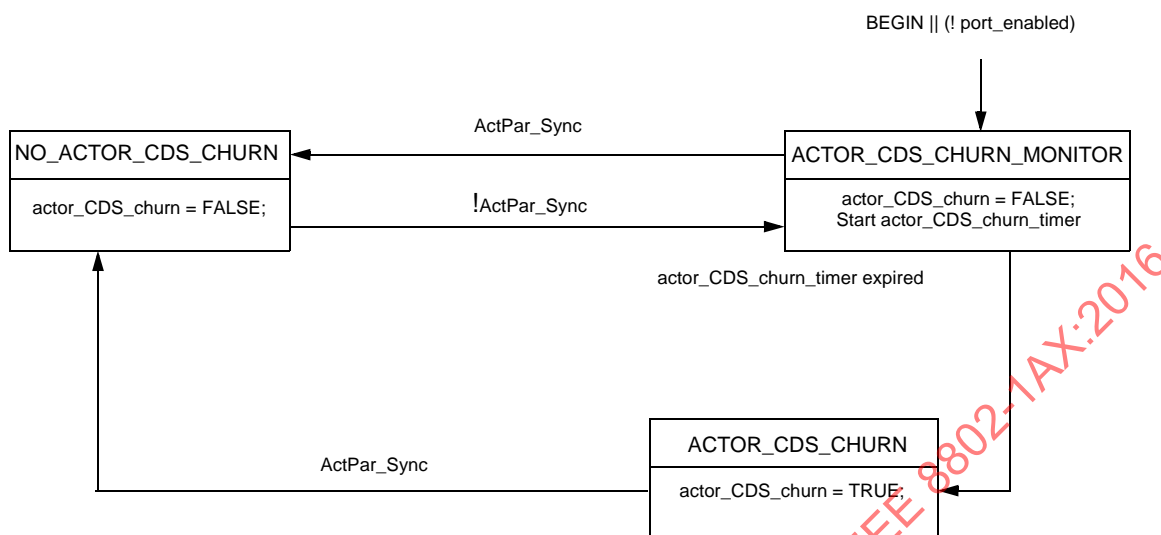 BEGIN || (! port_enabled)
ActPar_Sync
NO_ACTOR_CDS_CHURN
ACTOR_CDS_CHURN_MONITOR
actor_CDS_churn = FALSE;
!ActPar_Sync
actor_CDS_churn = FALSE;
Start actor_CDS_churn_timer
actor_CDS_churn_timer expired
ACTOR_CDS_CHURN
ActPar_Sync
actor_CDS_churn = TRUE;
8802-1AX:2016